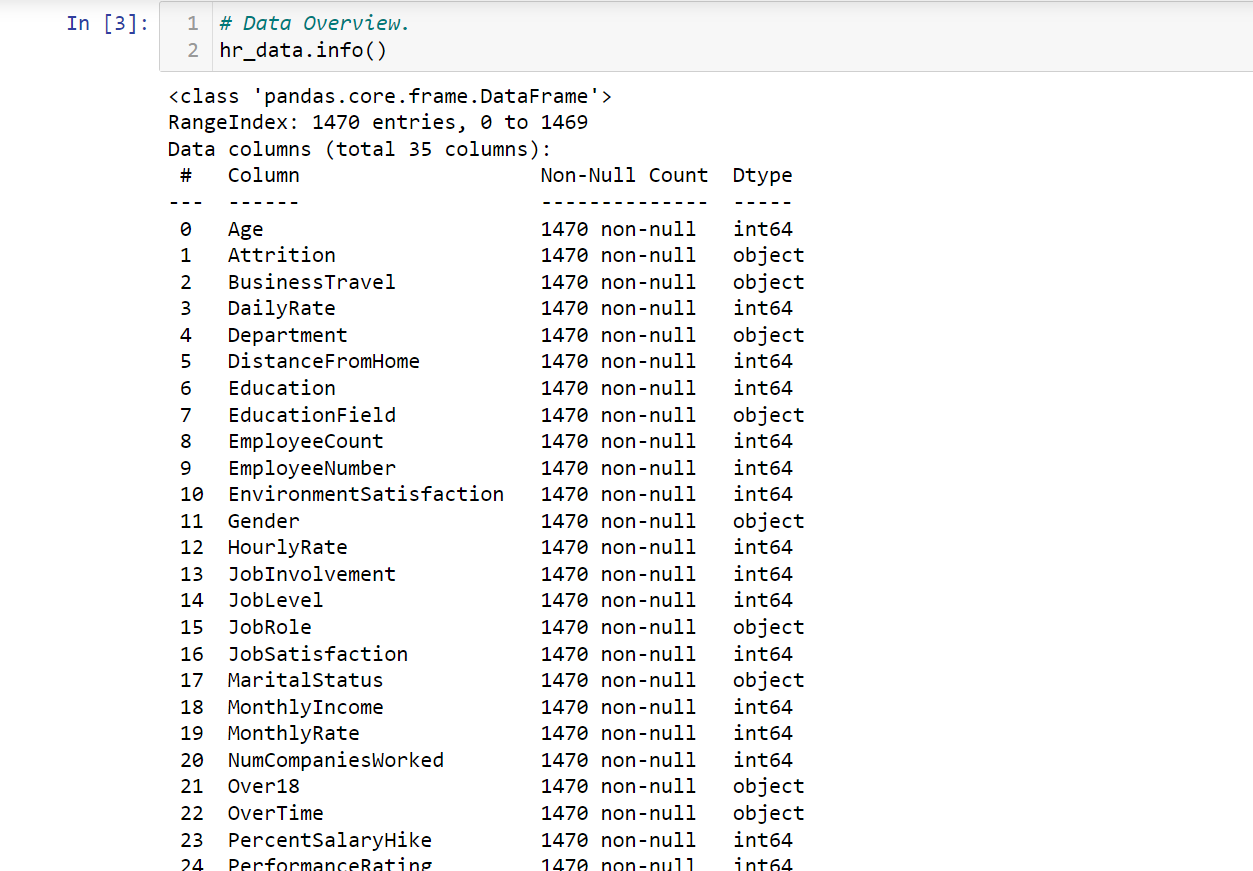 In [3]:
1 # Data Overview.
2 hr_data.info()
<class 'pandas.core.frame.DataFrame'>
RangeIndex: 1470 entries, 0 to 1469
Data columns (total 35 columns):
 #   Column                    Non-Null Count  Dtype
---  ------                    --------------  -----
 0   Age                       1470 non-null   int64
 1   Attrition                 1470 non-null   object
 2   BusinessTravel            1470 non-null   object
 3   DailyRate                 1470 non-null   int64
 4   Department                1470 non-null   object
 5   DistanceFromHome          1470 non-null   int64
 6   Education                 1470 non-null   int64
 7   EducationField            1470 non-null   object
 8   EmployeeCount             1470 non-null   int64
 9   EmployeeNumber            1470 non-null   int64
 10  EnvironmentSatisfaction   1470 non-null   int64
 11  Gender                    1470 non-null   object
 12  HourlyRate                1470 non-null   int64
 13  JobInvolvement            1470 non-null   int64
 14  JobLevel                  1470 non-null   int64
 15  JobRole                   1470 non-null   object
 16  JobSatisfaction           1470 non-null   int64
 17  MaritalStatus             1470 non-null   object
 18  MonthlyIncome             1470 non-null   int64
 19  MonthlyRate               1470 non-null   int64
 20  NumCompaniesWorked        1470 non-null   int64
 21  Over18                    1470 non-null   object
 22  OverTime                  1470 non-null   object
 23  PercentSalaryHike         1470 non-null   int64
 24  PerformanceRating         1470 non-null   int64